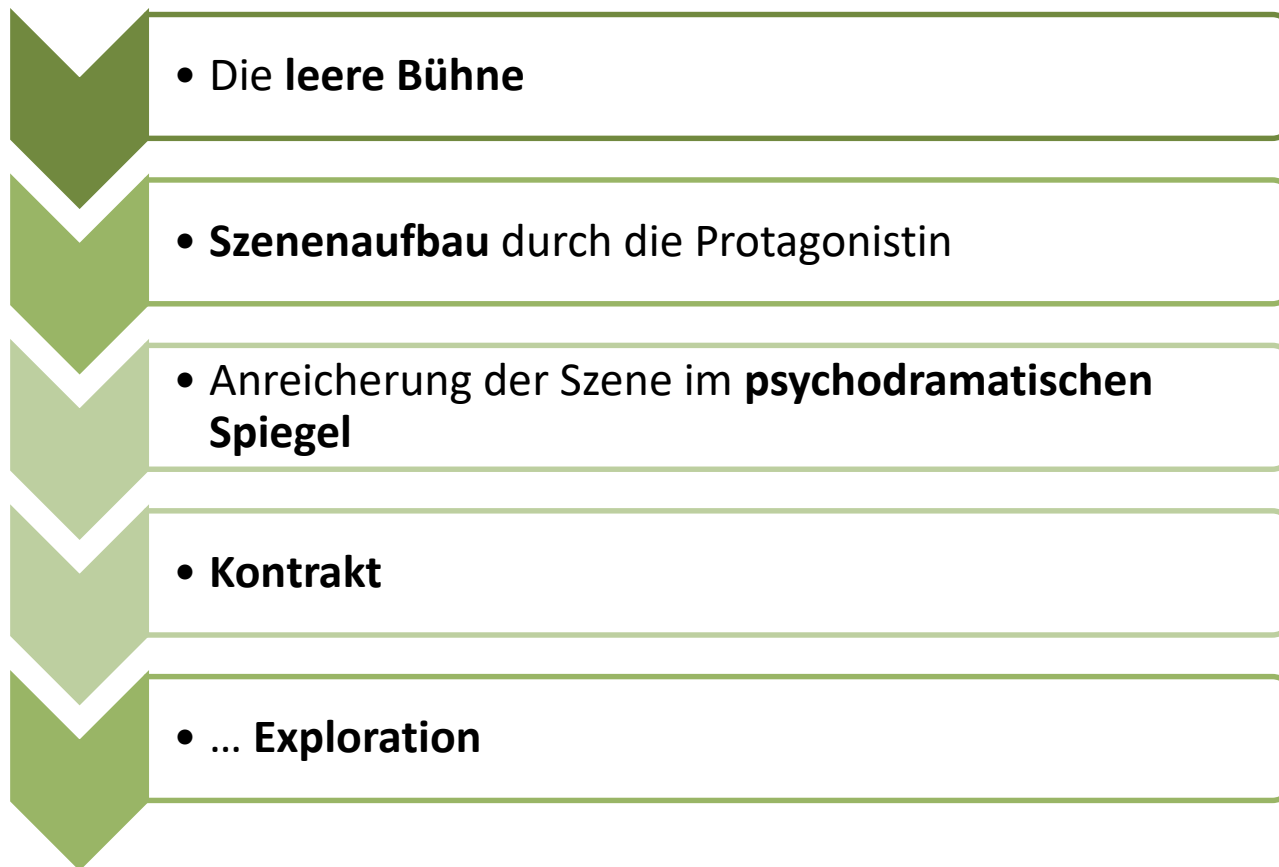 • Die leere Bühne
• Szenenaufbau durch die Protagonistin
• Anreicherung der Szene im psychodramatischen
Spiegel
• Kontrakt
• … Exploration